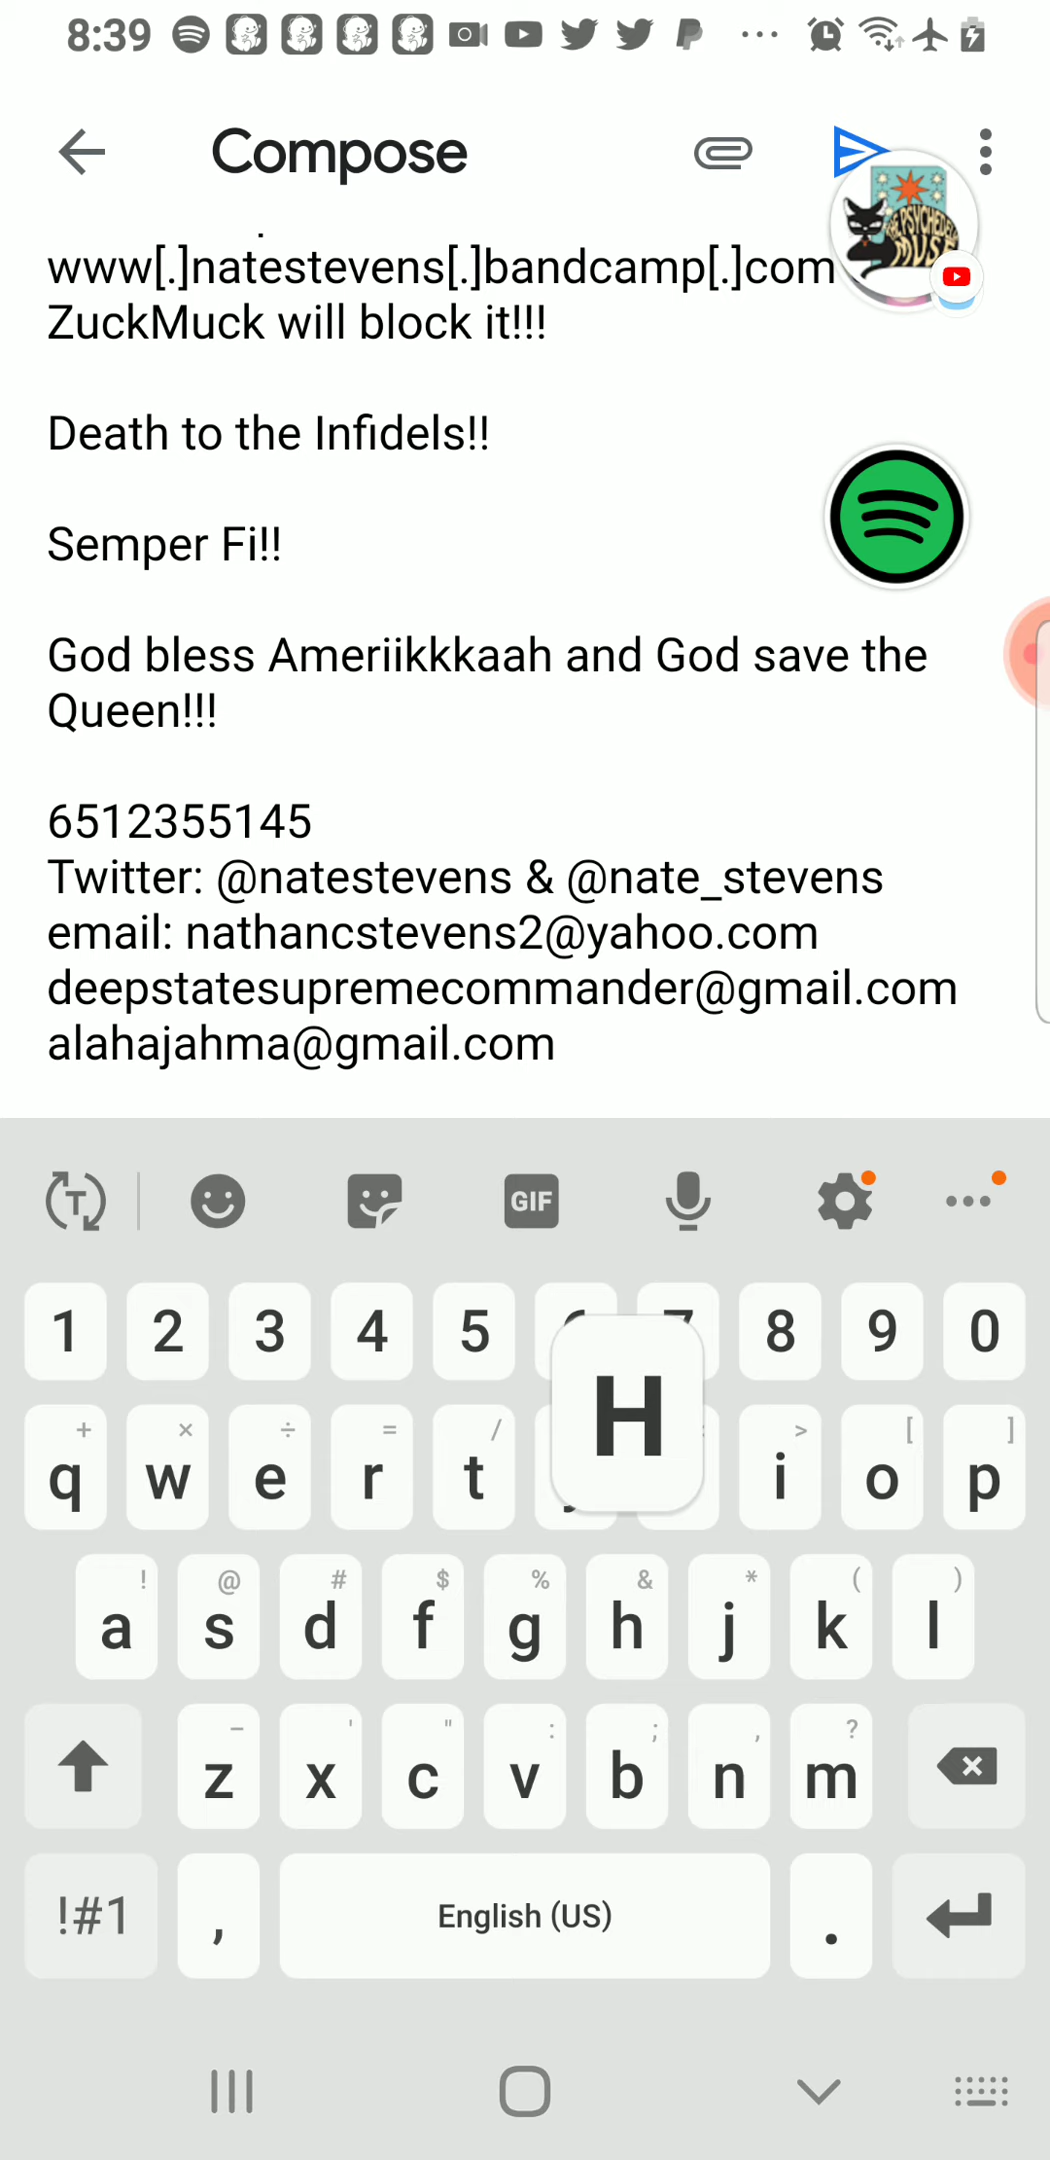 8:39
Compose
www[.]natestevens[.]bandcamp[.]com
ZuckMuck will block it!!!
Death to the Infidels!!
Semper Fi!!
God bless Ameriikkkaah and God save the
Queen!!!
6512355145
Twitter: @natestevens & @nate_stevens
email: nathancstevens2@yahoo.com
deepstatesupremecommander@gmail.com
alahajahma@gmail.com
T GIF
1 2 3 4 5 8 9 0
H
+ × ÷ = / > [ ]
q w e r t i o p
! @ # $ % & * ( )
a s d f g h j k l
- ' " : ; , ?
z x c v b n m
!#1 , English (US) .